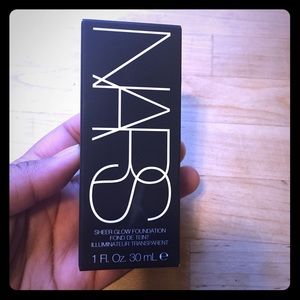 NARS
SHEER GLOW FOUNDATION
FOND DE TEINT
ILLUMINATEUR TRANSPARENT
1 Fl. Oz. 30 mL ℮